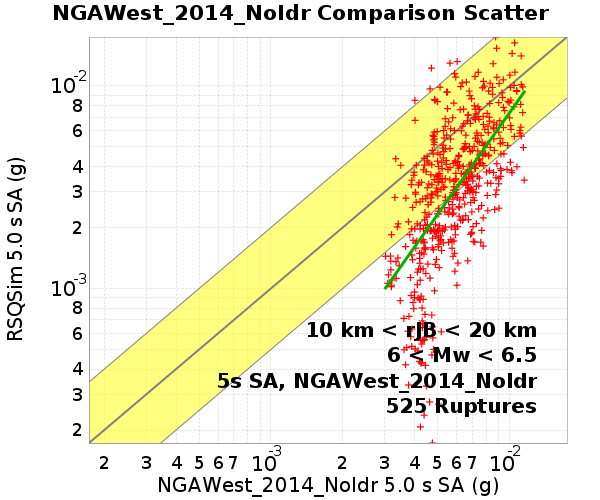 NGAWest_2014_NoIdr Comparison Scatter
RSQSim 5.0 s SA (g)
10⁻²
8
6
4
3
2
10⁻³
8
6
4
3
2
10 km < rJB < 20 km
6 < Mw < 6.5
5s SA, NGAWest_2014_NoIdr
525 Ruptures
2 3 4 5 6 7 10⁻³ 2 3 4 5 6 7 10⁻²
NGAWest_2014_NoIdr 5.0 s SA (g)